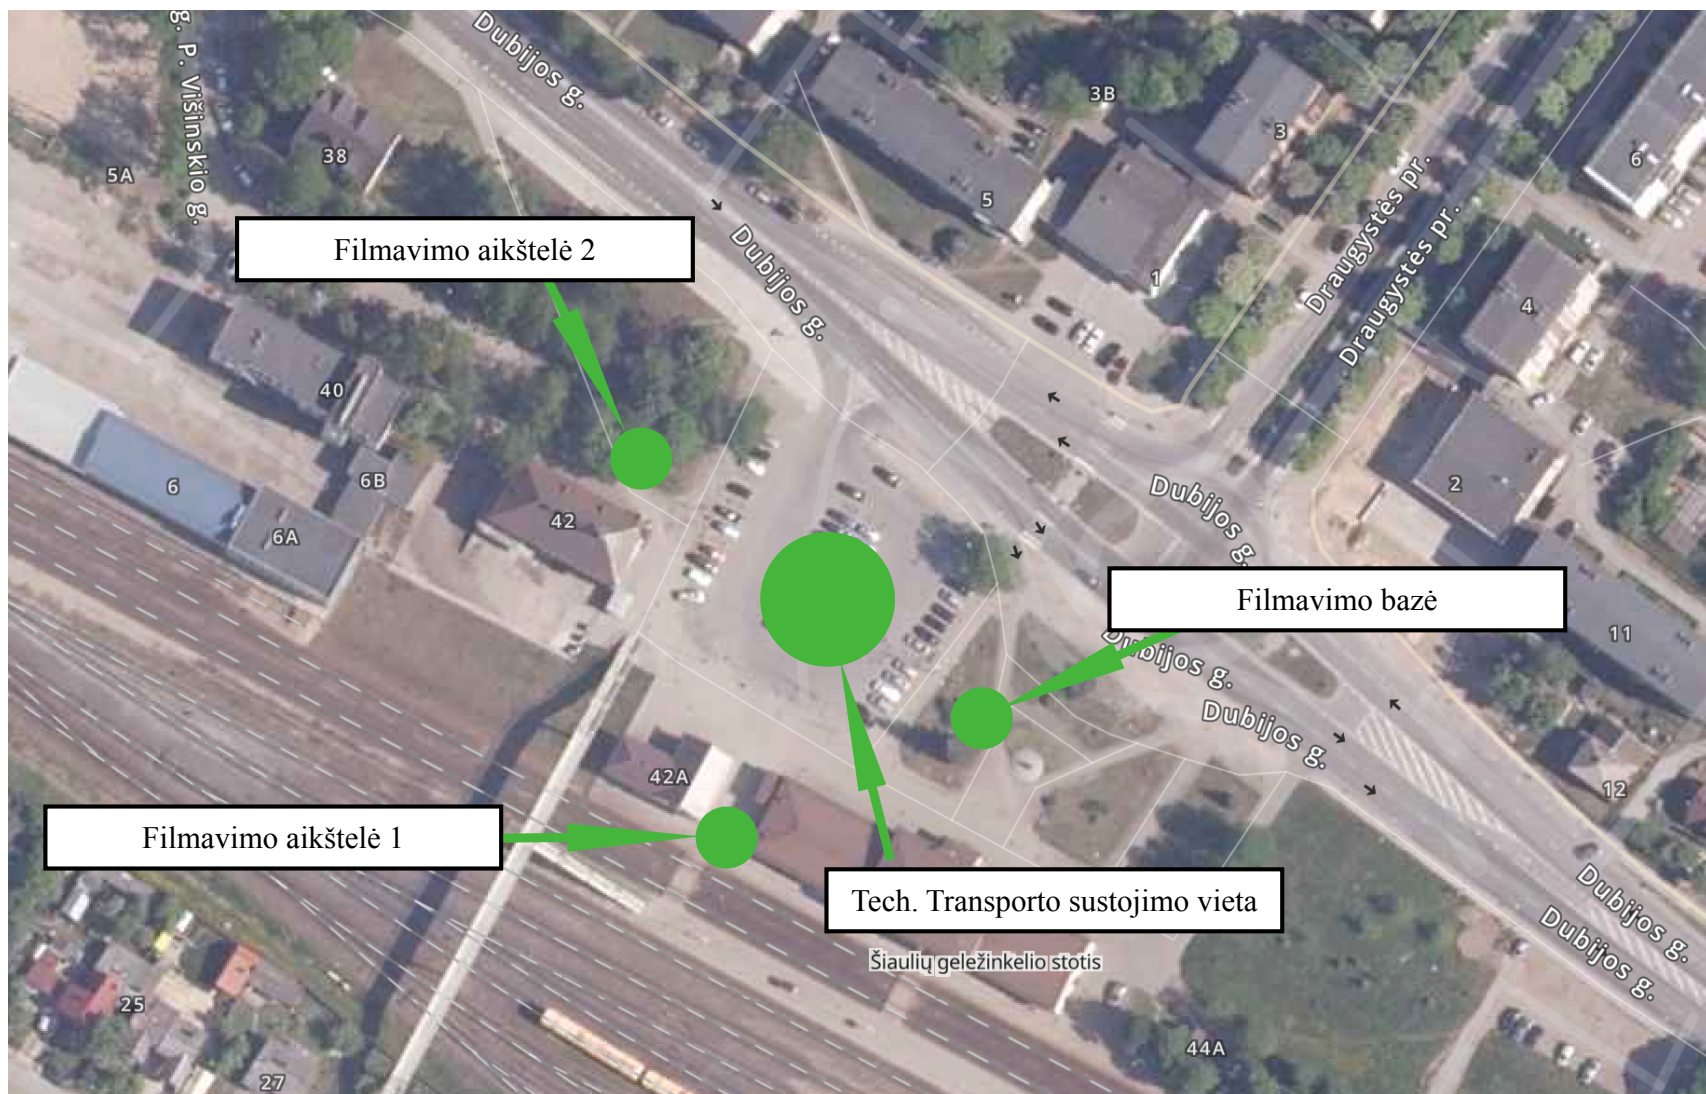 g. P. Višinskio g.
Dubijos g.
3B
3
6
5A
38
5
Draugystės pr.
Draugystės pr.
Filmavimo aikštelė 2
Dubijos g.
1
4
40
6
6B
2
Dubijos g.
42
6A
Filmavimo bazė
11
Dubijos g.
Dubijos g.
42A
12
Filmavimo aikštelė 1
Tech. Transporto sustojimo vieta
Dubijos g.
Dubijos g.
Šiaulių geležinkelio stotis
25
44A
27